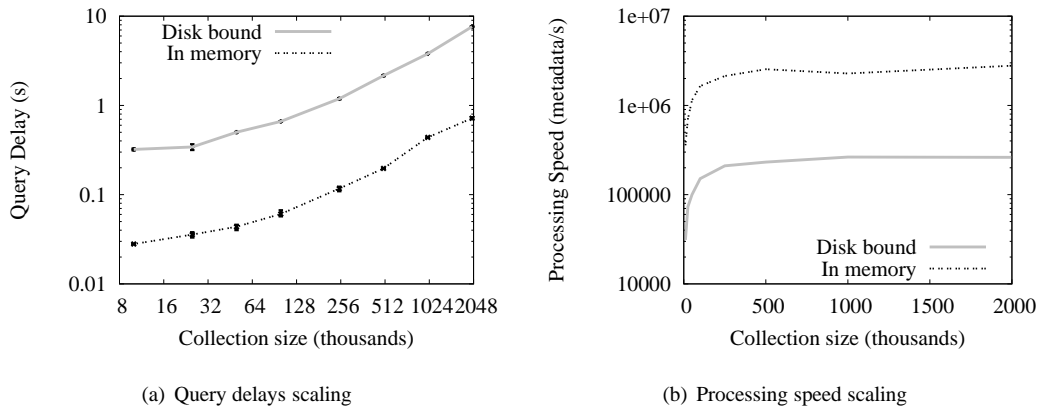 Query Delay (s)
10
1
0.1
0.01
Disk bound
In memory
8 16 32 64 128 256 512 1024 2048
Collection size (thousands)
(a) Query delays scaling
Processing Speed (metadata/s)
1e+07
1e+06
100000
10000
Disk bound
In memory
0 500 1000 1500 2000
Collection size (thousands)
(b) Processing speed scaling